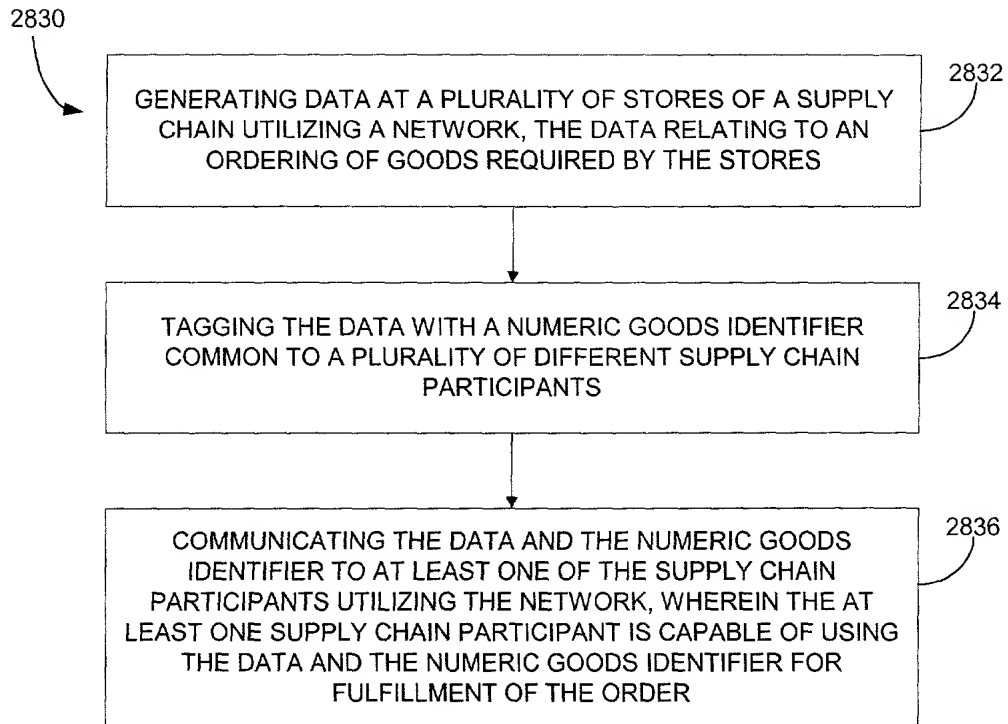 2830
2832
GENERATING DATA AT A PLURALITY OF STORES OF A SUPPLY
CHAIN UTILIZING A NETWORK, THE DATA RELATING TO AN
ORDERING OF GOODS REQUIRED BY THE STORES
2834
TAGGING THE DATA WITH A NUMERIC GOODS IDENTIFIER
COMMON TO A PLURALITY OF DIFFERENT SUPPLY CHAIN
PARTICIPANTS
2836
COMMUNICATING THE DATA AND THE NUMERIC GOODS
IDENTIFIER TO AT LEAST ONE OF THE SUPPLY CHAIN
PARTICIPANTS UTILIZING THE NETWORK, WHEREIN THE AT
LEAST ONE SUPPLY CHAIN PARTICIPANT IS CAPABLE OF USING
THE DATA AND THE NUMERIC GOODS IDENTIFIER FOR
FULFILLMENT OF THE ORDER